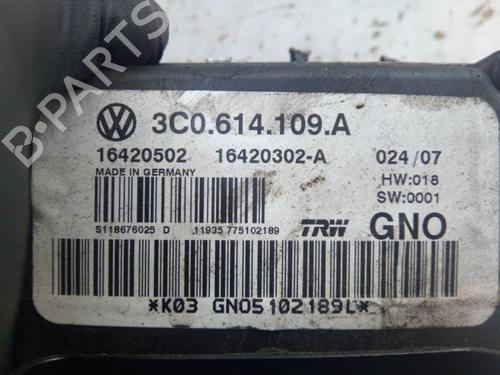 3C0.614.109.A
16420502 16420302-A 024/07
MADE IN GERMANY HW:018
SW:0001
S118676025 D 11935 775102189 TRW GNO
*K03 GNO5102189L*
B-PARTS